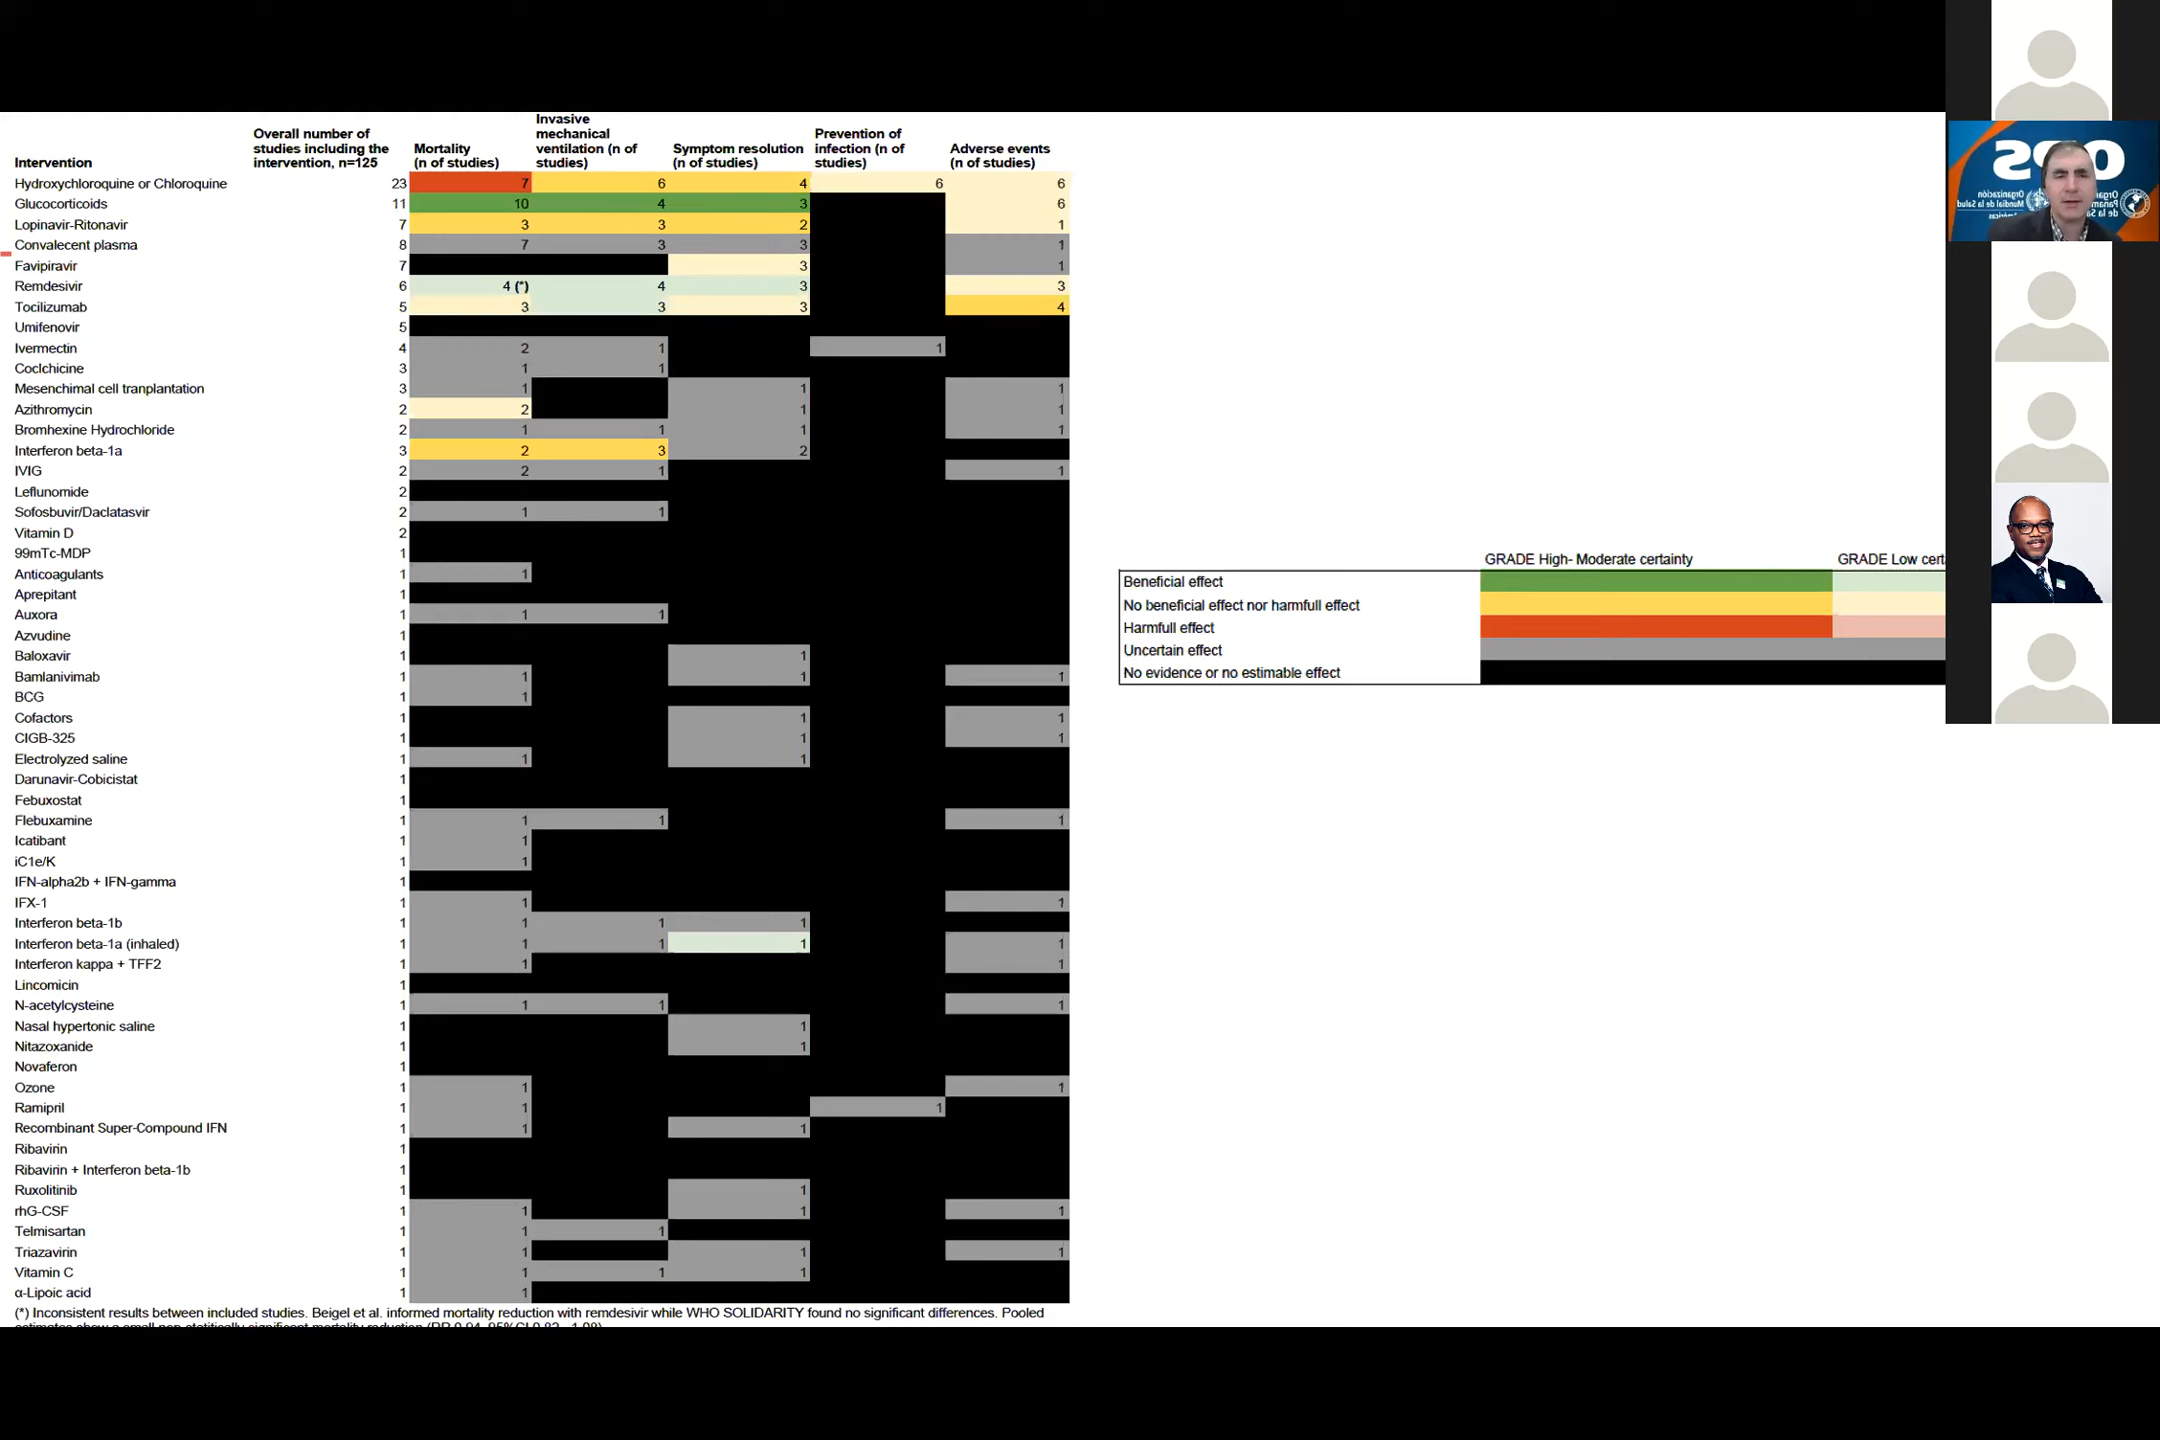 Intervention Overall number of studies including the intervention, n=125 Mortality (n of studies) Invasive mechanical ventilation (n of studies) Symptom resolution (n of studies) Prevention of infection (n of studies) Adverse events (n of studies)
Hydroxychloroquine or Chloroquine 23 7 6 4 6 6
Glucocorticoids 11 10 4 3 6
Lopinavir-Ritonavir 7 3 3 2 1
Convalecent plasma 8 7 3 3 1
Favipiravir 7 3 1
Remdesivir 6 4 (*) 4 3 3
Tocilizumab 5 3 3 3 4
Umifenovir 5
Ivermectin 4 2 1 1
Coclchicine 3 1 1
Mesenchimal cell tranplantation 3 1 1 1
Azithromycin 2 2 1 1
Bromhexine Hydrochloride 2 1 1 1 1
Interferon beta-1a 3 2 3 2
IVIG 2 2 1 1
Leflunomide 2
Sofosbuvir/Daclatasvir 2 1 1
Vitamin D 2
99mTc-MDP 1
Anticoagulants 1 1
Aprepitant 1
Auxora 1 1 1
Azvudine 1
Baloxavir 1 1
Bamlanivimab 1 1 1 1
BCG 1 1
Cofactors 1 1 1
CIGB-325 1 1 1
Electrolyzed saline 1 1 1
Darunavir-Cobicistat 1
Febuxostat 1
Flebuxamine 1 1 1 1
Icatibant 1 1
iC1e/K 1 1
IFN-alpha2b + IFN-gamma 1
IFX-1 1 1 1
Interferon beta-1b 1 1 1 1
Interferon beta-1a (inhaled) 1 1 1 1 1
Interferon kappa + TFF2 1 1 1
Lincomicin 1
N-acetylcysteine 1 1 1 1
Nasal hypertonic saline 1 1
Nitazoxanide 1 1
Novaferon 1
Ozone 1 1 1
Ramipril 1 1 1
Recombinant Super-Compound IFN 1 1 1
Ribavirin 1
Ribavirin + Interferon beta-1b 1
Ruxolitinib 1 1
rhG-CSF 1 1 1 1
Telmisartan 1 1 1
Triazavirin 1 1 1 1
Vitamin C 1 1 1 1
α-Lipoic acid 1 1
(*) Inconsistent results between included studies. Beigel et al. informed mortality reduction with remdesivir while WHO SOLIDARITY found no significant differences. Pooled
GRADE High- Moderate certainty GRADE Low cert
Beneficial effect
No beneficial effect nor harmfull effect
Harmfull effect
Uncertain effect
No evidence or no estimable effect
OPS
Organización
Mundial de la Salud